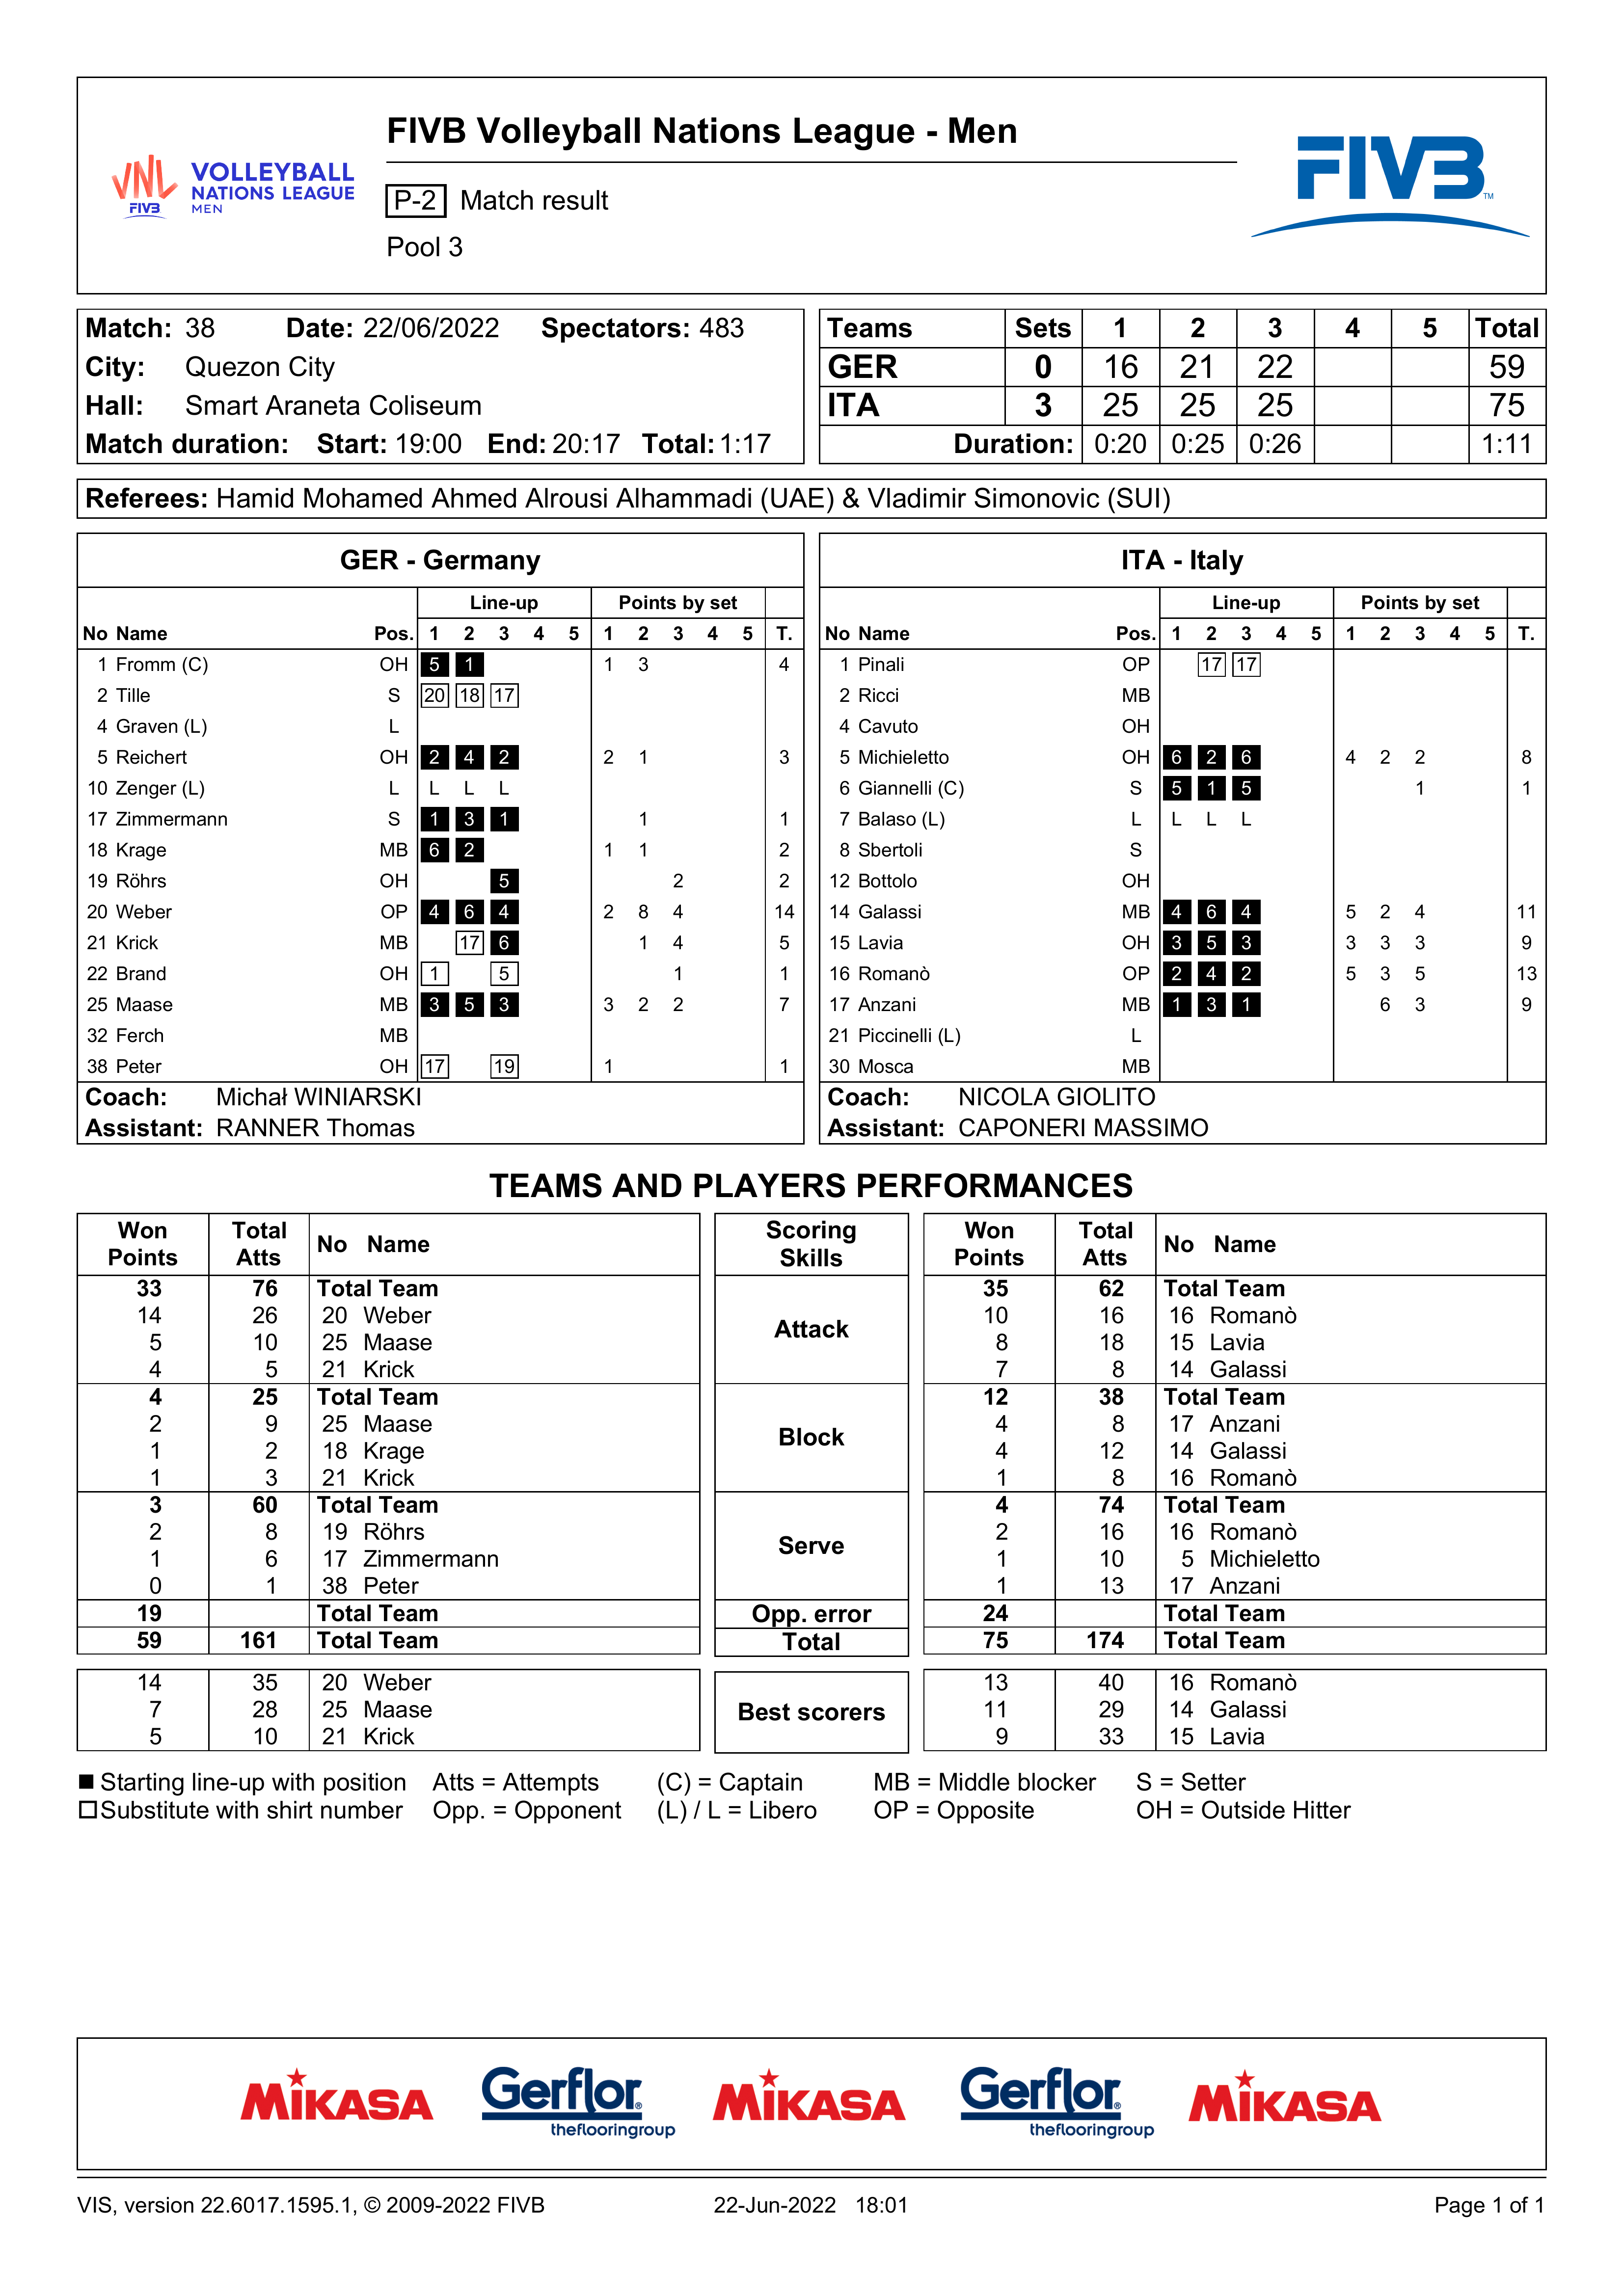 FIVB Volleyball Nations League - Men
VNL FIVB VOLLEYBALL NATIONS LEAGUE MEN
P-2 Match result
FIVB TM
Pool 3
Match: 38 Date: 22/06/2022 Spectators: 483
City: Quezon City
Hall: Smart Araneta Coliseum
Match duration: Start: 19:00 End: 20:17 Total: 1:17
Teams Sets 1 2 3 4 5 Total
GER 0 16 21 22 59
ITA 3 25 25 25 75
Duration: 0:20 0:25 0:26 1:11
Referees: Hamid Mohamed Ahmed Alrousi Alhammadi (UAE) & Vladimir Simonovic (SUI)
GER - Germany
Line-up Points by set
No Name Pos. 1 2 3 4 5 1 2 3 4 5 T.
1 Fromm (C) OH 5 1 1 3 4
2 Tille S 20 18 17
4 Graven (L) L
5 Reichert OH 2 4 2 2 1 3
10 Zenger (L) L L L L
17 Zimmermann S 1 3 1 1 1
18 Krage MB 6 2 1 1 2
19 Röhrs OH 5 2 2
20 Weber OP 4 6 4 2 8 4 14
21 Krick MB 17 6 1 4 5
22 Brand OH 1 5 1 1
25 Maase MB 3 5 3 3 2 2 7
32 Ferch MB
38 Peter OH 17 19 1 1
Coach: Michał WINIARSKI
Assistant: RANNER Thomas
ITA - Italy
Line-up Points by set
No Name Pos. 1 2 3 4 5 1 2 3 4 5 T.
1 Pinali OP 17 17
2 Ricci MB
4 Cavuto OH
5 Michieletto OH 6 2 6 4 2 2 8
6 Giannelli (C) S 5 1 5 1 1
7 Balaso (L) L L L L
8 Sbertoli S
12 Bottolo OH
14 Galassi MB 4 6 4 5 2 4 11
15 Lavia OH 3 5 3 3 3 3 9
16 Romanò OP 2 4 2 5 3 5 13
17 Anzani MB 1 3 1 6 3 9
21 Piccinelli (L) L
30 Mosca MB
Coach: NICOLA GIOLITO
Assistant: CAPONERI MASSIMO
TEAMS AND PLAYERS PERFORMANCES
Won Points Total Atts No Name Scoring Skills Won Points Total Atts No Name
33 76 Total Team Attack 35 62 Total Team
14 26 20 Weber 10 16 16 Romanò
5 10 25 Maase 8 18 15 Lavia
4 5 21 Krick 7 8 14 Galassi
4 25 Total Team Block 12 38 Total Team
2 9 25 Maase 4 8 17 Anzani
1 2 18 Krage 4 12 14 Galassi
1 3 21 Krick 1 8 16 Romanò
3 60 Total Team Serve 4 74 Total Team
2 8 19 Röhrs 2 16 16 Romanò
1 6 17 Zimmermann 1 10 5 Michieletto
0 1 38 Peter 1 13 17 Anzani
19 Total Team Opp. error 24 Total Team
59 161 Total Team Total 75 174 Total Team
14 35 20 Weber Best scorers 13 40 16 Romanò
7 28 25 Maase 11 29 14 Galassi
5 10 21 Krick 9 33 15 Lavia
Starting line-up with position Atts = Attempts (C) = Captain MB = Middle blocker S = Setter
Substitute with shirt number Opp. = Opponent (L) / L = Libero OP = Opposite OH = Outside Hitter
MIKASA Gerflor® theflooringgroup MIKASA Gerflor® theflooringgroup MIKASA
VIS, version 22.6017.1595.1, © 2009-2022 FIVB 22-Jun-2022 18:01 Page 1 of 1